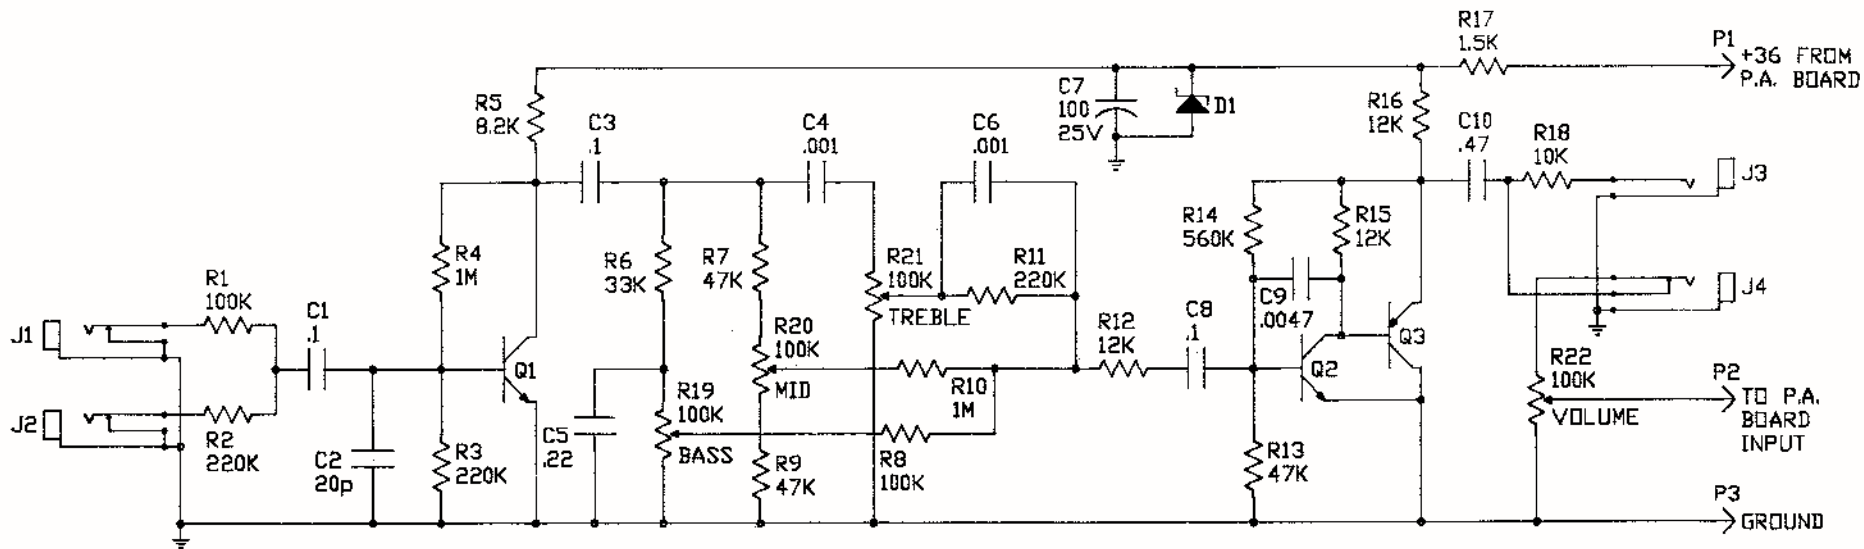 R17
1.5K
P1
+36 FROM
P.A. BOARD
R5
8.2K
C7
100
25V
D1
R16
12K
C3
.1
C4
.001
C6
.001
C10
.47
R18
10K
J3
R4
1M
R6
33K
R7
47K
R21
100K
TREBLE
R11
220K
R14
560K
R15
12K
C9
.0047
J4
R1
100K
C1
.1
J1
Q1
R20
100K
MID
R12
12K
C8
.1
Q2
Q3
R22
100K
VOLUME
P2
TO P.A.
BOARD
INPUT
J2
R2
220K
C2
20p
R3
220K
C5
.22
R19
100K
BASS
R9
47K
R10
1M
R8
100K
R13
47K
P3
GROUND